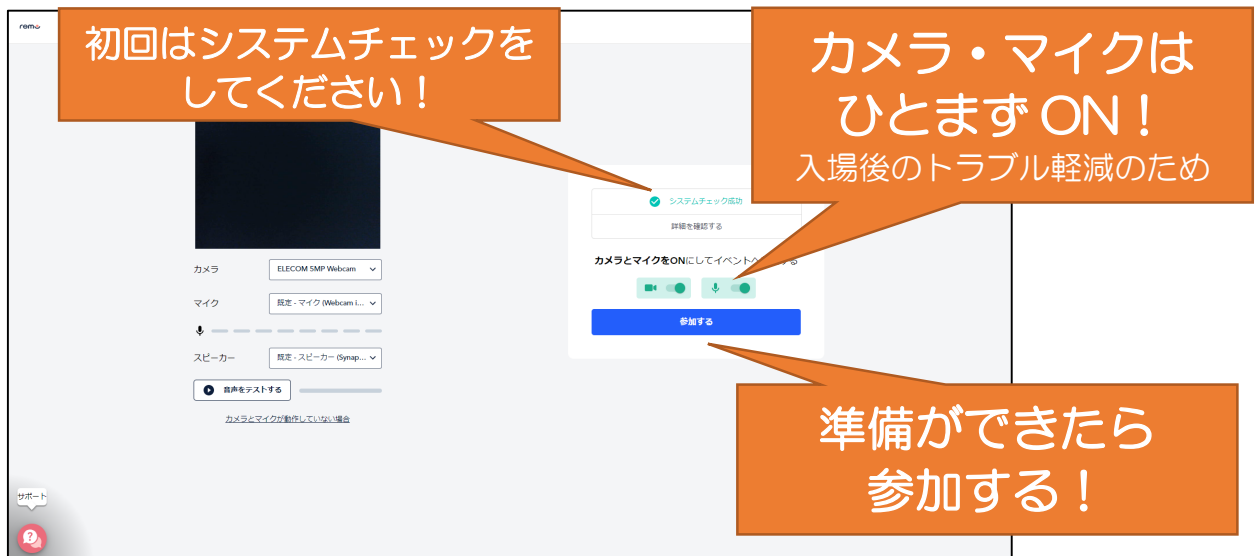 remo
初回はシステムチェックを
してください！
カメラ・マイクは
ひとまずON！
入場後のトラブル軽減のため
システムチェック成功
詳細を確認する
カメラとマイクをONにしてイベントへ
る
参加する
カメラ
ELECOM 5MP Webcam
マイク
既定 - マイク (Webcam i...
スピーカー
既定 - スピーカー (Synap...
音声をテストする
カメラとマイクが動作していない場合
準備ができたら
参加する！
サポート
?